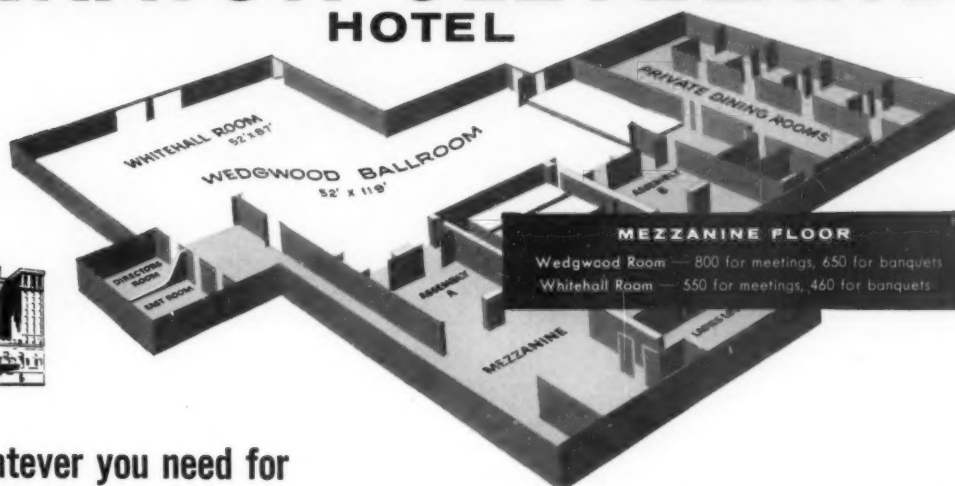 HOTEL
PRIVATE DINING ROOMS
WHITEHALL ROOM
52' X 87'
WEDGWOOD BALLROOM
52' X 119'
ASSEMBLY
B
MEZZANINE FLOOR
Wedgwood Room — 800 for meetings, 650 for banquets
Whitehall Room — 550 for meetings, 460 for banquets
DIRECTORS
ROOM
EAST ROOM
ASSEMBLY
A
MEZZANINE
LADIES
you need for